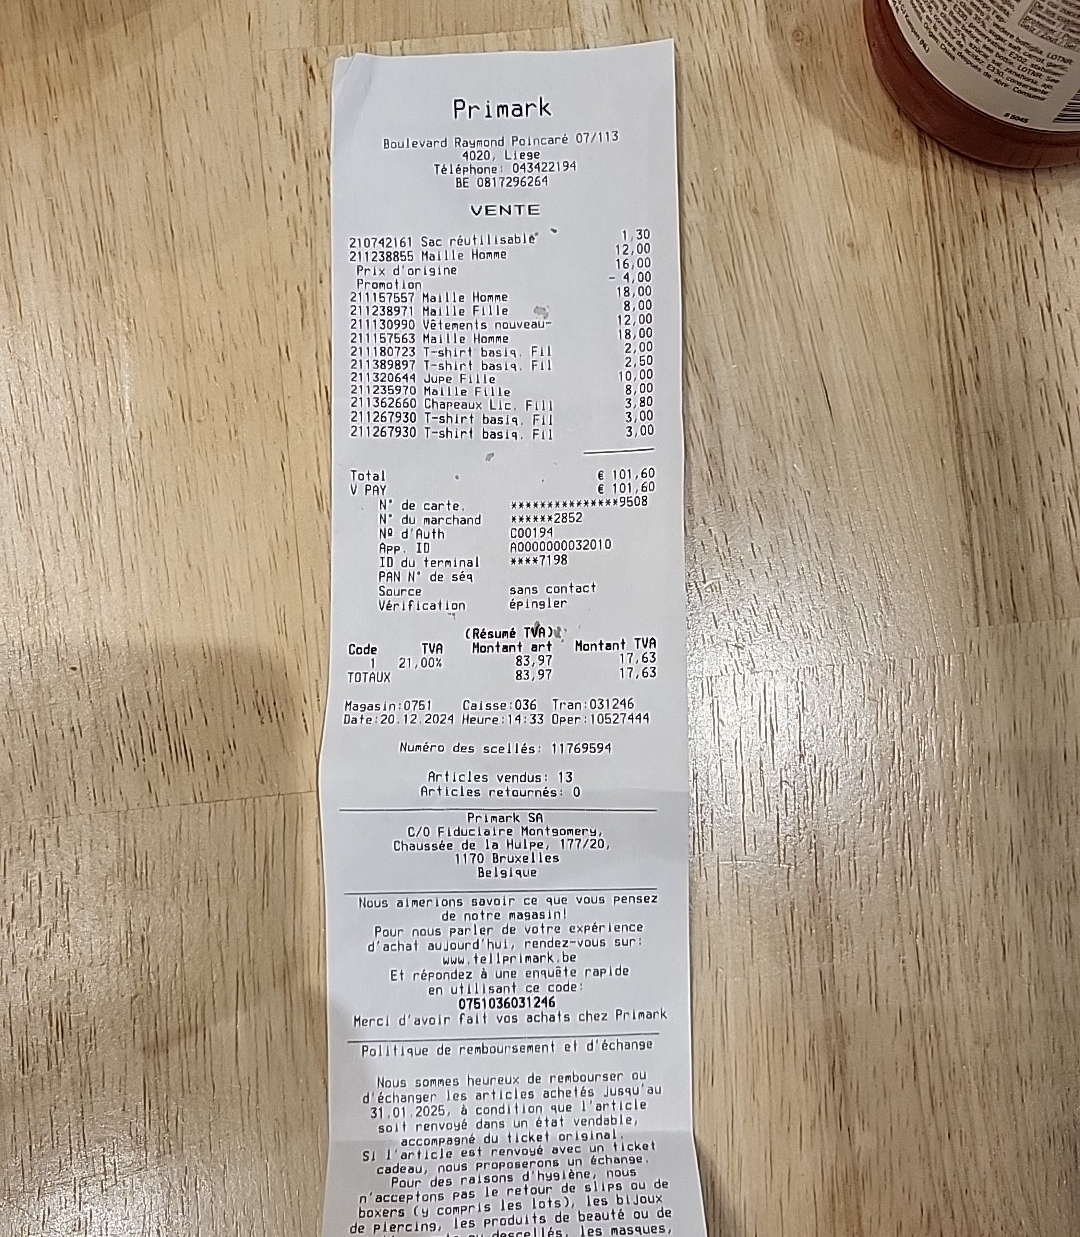 Primark
Boulevard Raymond Poincaré 07/113
4020, Liege
Téléphone: 043422194
BE 0817296264
VENTE
210742161 Sac réutilisable 1,30
211238855 Maille Homme 12,00
Prix d'origine 16,00
Promotion - 4,00
211157557 Maille Homme 18,00
211238971 Maille Fille 8,00
211130990 Vêtements nouveau- 12,00
211157563 Maille Homme 18,00
211180723 T-shirt basiq. Fil 2,00
211389897 T-shirt basiq. Fil 2,50
211320644 Jupe Fille 10,00
211235970 Maille Fille 8,00
211362660 Chapeaux Lic. Fill 3,80
211267930 T-shirt basiq. Fil 3,00
211267930 T-shirt basiq. Fil 3,00
Total € 101,60
V PAY € 101,60
N° de carte. ***************9508
N° du marchand ******2852
Nº d'Auth C00194
App. ID A0000000032010
ID du terminal ****7198
PAN N° de séq
Source sans contact
Vérification épingler
(Résumé TVA)
Code TVA Montant art Montant TVA
1 21,00% 83,97 17,63
TOTAUX 83,97 17,63
Magasin:0751 Caisse:036 Tran:031246
Date:20.12.2024 Heure:14:33 Oper:10527444
Numéro des scellés: 11769594
Articles vendus: 13
Articles retournés: 0
Primark SA
C/O Fiduciaire Montgomery,
Chaussée de la Hulpe, 177/20,
1170 Bruxelles
Belgique
Nous aimerions savoir ce que vous pensez
de notre magasin!
Pour nous parler de votre expérience
d'achat aujourd'hui, rendez-vous sur:
www.tellprimark.be
Et répondez à une enquête rapide
en utilisant ce code:
0751036031246
Merci d'avoir fait vos achats chez Primark
Politique de remboursement et d'échange
Nous sommes heureux de rembourser ou
d'échanger les articles achetés jusqu'au
31.01.2025, à condition que l'article
soit renvoyé dans un état vendable,
accompagné du ticket original.
Si l'article est renvoyé avec un ticket
cadeau, nous proposerons un échange.
Pour des raisons d'hygiène, nous
n'acceptons pas le retour de slips ou de
boxers (y compris les lots), les bijoux
de piercing, les produits de beauté ou de
descellés, les masques,